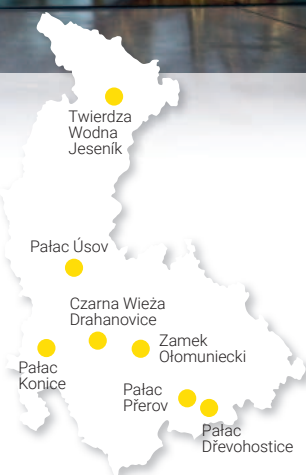 Twierdza
Wodna
Jeseník
Pałac Úsov
Czarna Wieża
Drahanovice
Zamek
Ołomuniecki
Pałac
Konice
Pałac
Přerov
Pałac
Dřevohostice